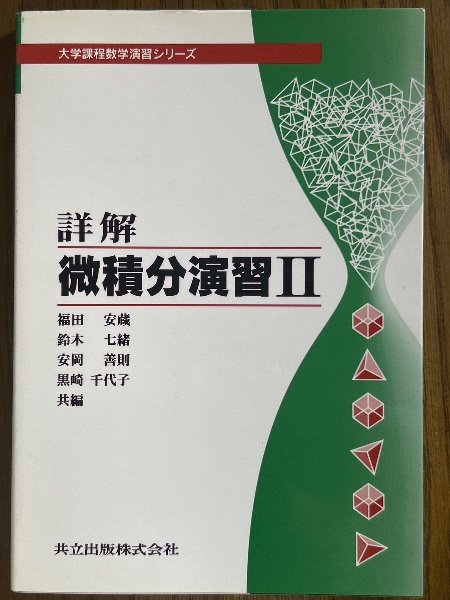 大学課程数学演習シリーズ
詳解
微積分演習II
福田 安蔵
鈴木 七緒
安岡 善則
黒崎 千代子
共編
共立出版株式会社